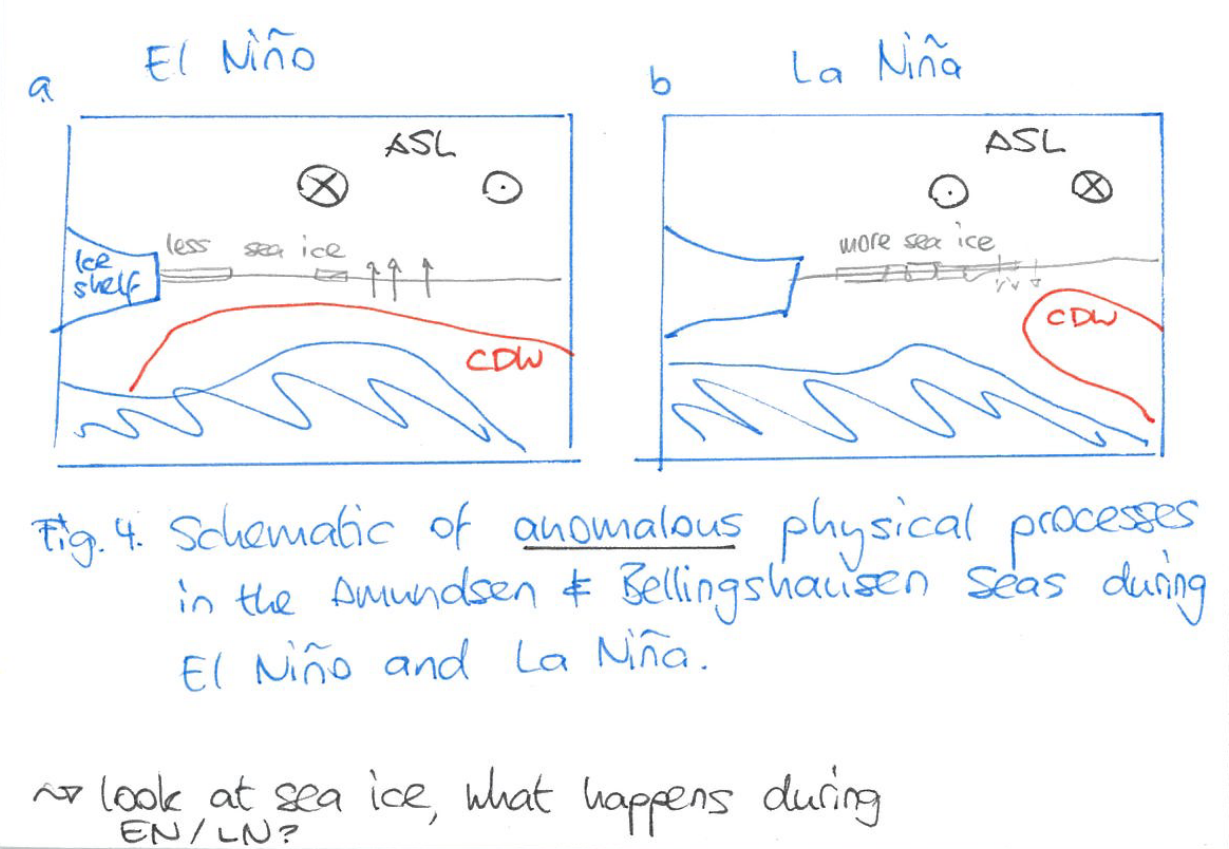 a El Niño
b La Niña
ASL
less sea ice
Ice
shelf
CDW
ASL
more sea ice
CDW
Fig. 4. Schematic of anomalous physical processes
in the Amundsen & Bellingshausen Seas during
El Niño and La Niña.
look at sea ice, what happens during
EN/LN?